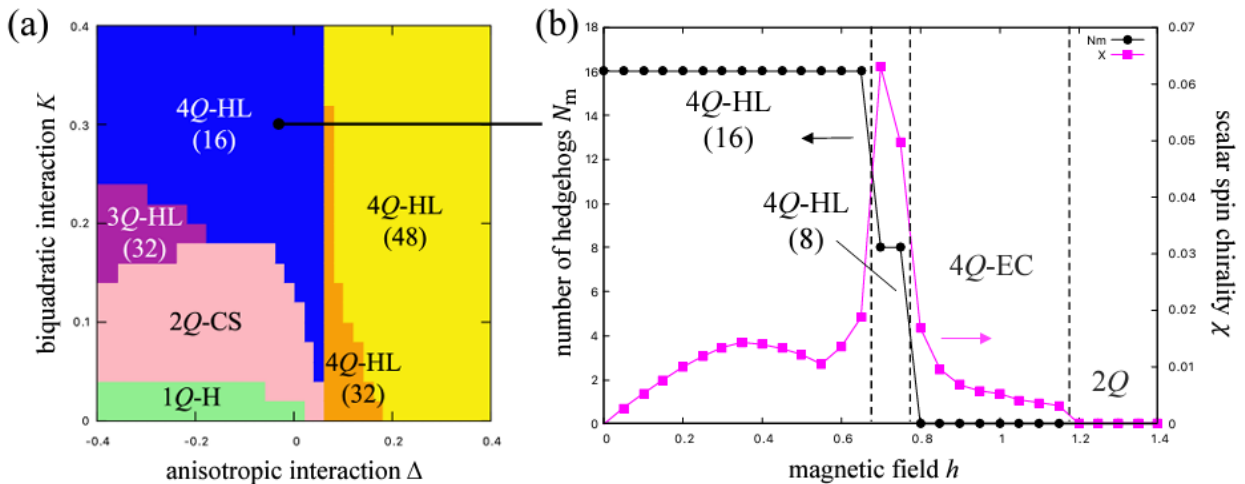 (a)
biquadratic interaction K
0.4
0.3
0.2
0.1
0
-0.4
-0.2
0
0.2
0.4
anisotropic interaction Δ
4Q-HL
(16)
3Q-HL
(32)
4Q-HL
(48)
2Q-CS
4Q-HL
(32)
1Q-H
(b)
number of hedgehogs Nm
18
16
14
12
10
8
6
4
2
0
Nm
X
4Q-HL
(16)
4Q-HL
(8)
4Q-EC
2Q
0
0.2
0.4
0.6
0.8
1
1.2
1.4
magnetic field h
0.07
0.06
0.05
0.04
0.03
0.02
0.01
0
scalar spin chirality χ